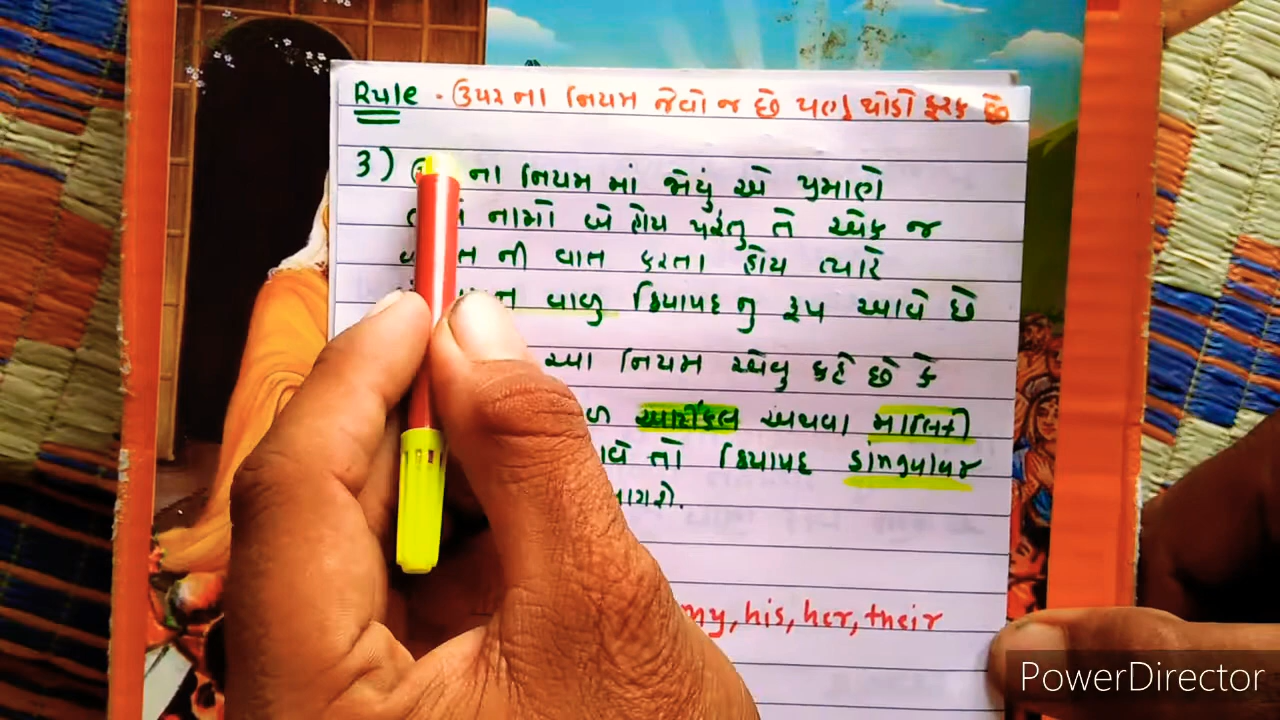 Rule - ઉપર ના નિયમ જેવો જ છે પણ થોડો ફરક છે
3) ના નિયમ માં જોયું એ પ્રમાણે
નામો બે હોય પરંતુ તે એક જ
ની વાત કરતા હોય ત્યારે
વાળુ ક્રિયાપદ નુ રૂપ આવે છે
આ નિયમ એવુ કહે છે કે
આર્ટીકલ અથવા માલિકી
તો ક્રિયાપદ singular
લાગશે.
my, his, her, their
PowerDirector